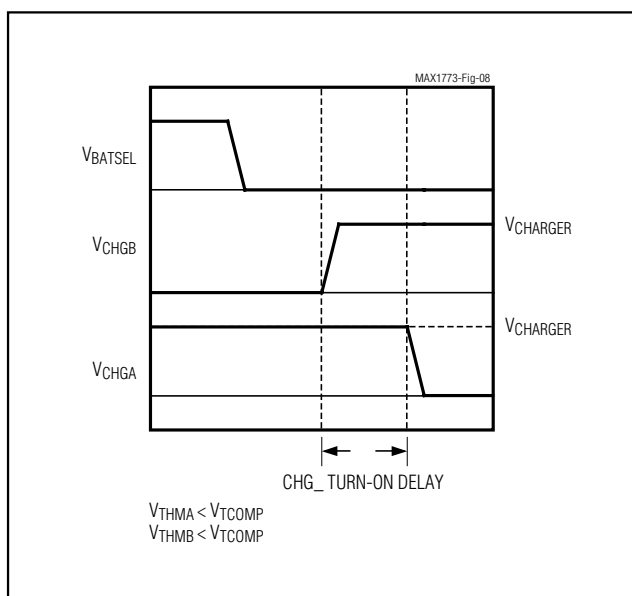 MAX1773-Fig-08
VBATSEL
VCHGB
VCHARGER
VCHARGER
VCHGA
CHG_ TURN-ON DELAY
VTHMA < VTCOMP
VTHMB < VTCOMP